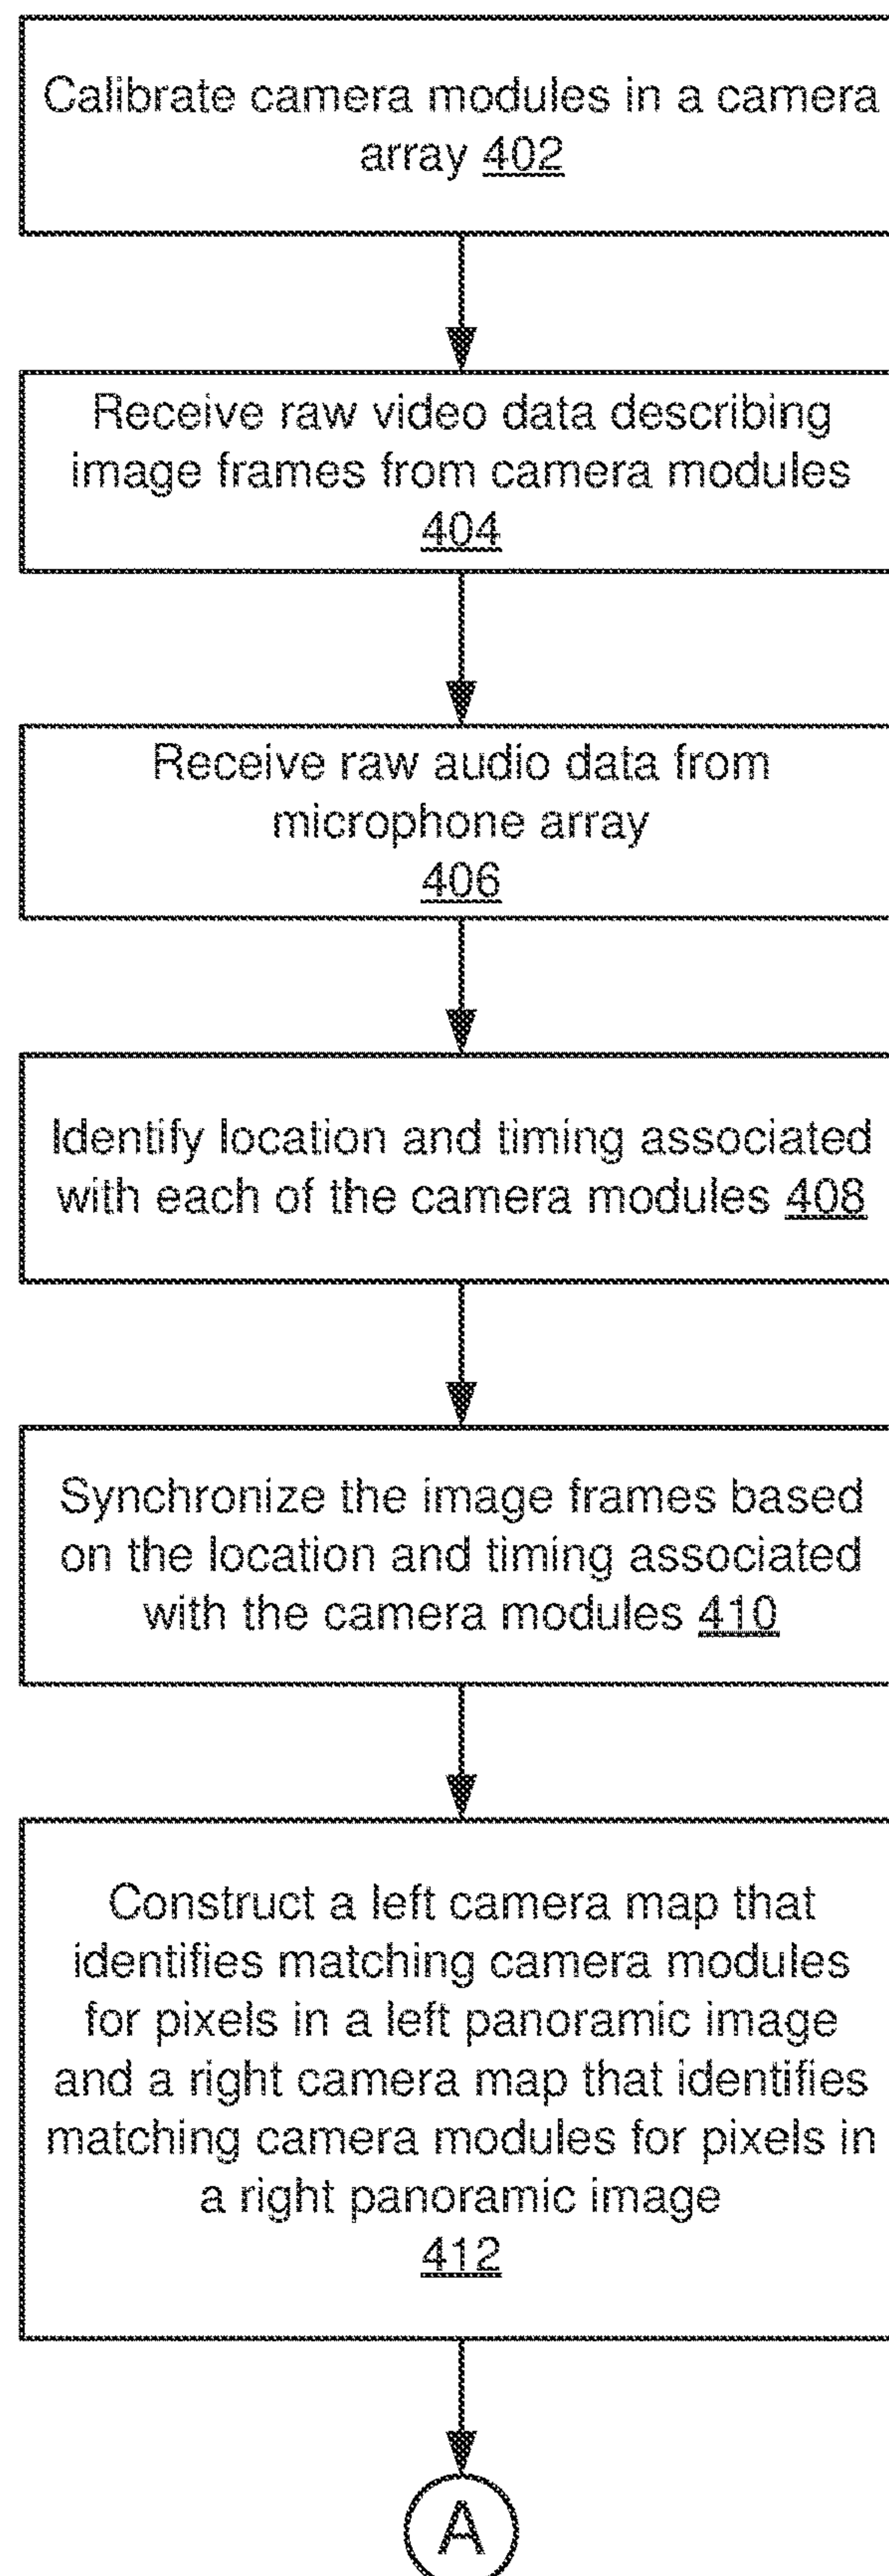 Calibrate camera modules in a camera
array 402
Receive raw video data describing
image frames from camera modules
404
Receive raw audio data from
microphone array
406
Identify location and timing associated
with each of the camera modules 408
Synchronize the image frames based
on the location and timing associated
with the camera modules 410
Construct a left camera map that
identifies matching camera modules
for pixels in a left panoramic image
and a right camera map that identifies
matching camera modules for pixels in
a right panoramic image
412
A